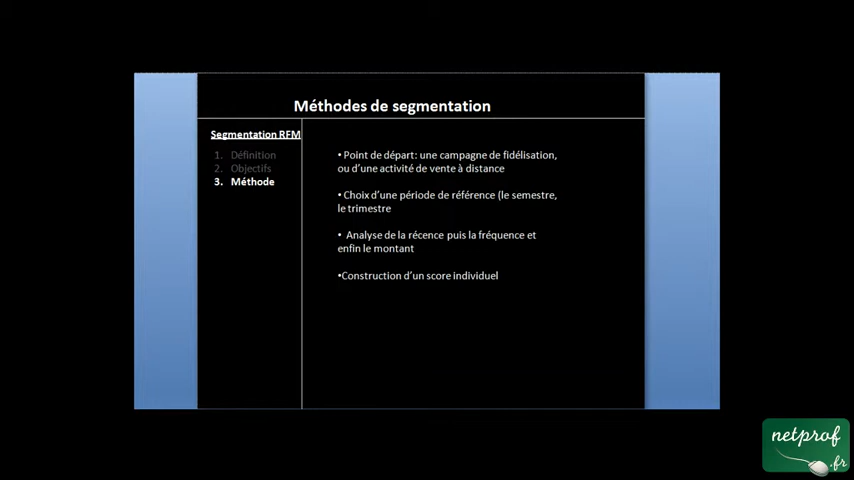 Méthodes de segmentation
Segmentation RFM
1. Définition
2. Objectifs
3. Méthode
• Point de départ: une campagne de fidélisation,
ou d'une activité de vente à distance
• Choix d'une période de référence (le semestre,
le trimestre
• Analyse de la récence puis la fréquence et
enfin le montant
•Construction d'un score individuel
netprof
.fr